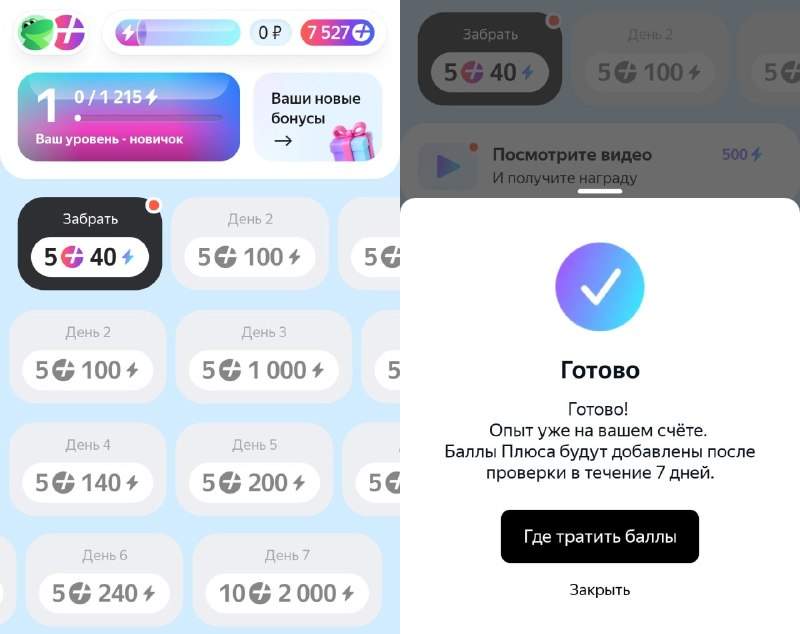 0 ₽
7 527
1
0 / 1 215
Ваш уровень - новичок
Ваши новые
бонусы
Забрать
5 40
День 2
5 100
5
День 2
5 100
День 3
5 1 000
5
День 4
5 140
День 5
5 200
5
День 6
5 240
День 7
10 2 000
Забрать
5 40
День 2
5 100
5
Посмотрите видео
500
И получите награду
Готово
Готово!
Опыт уже на вашем счёте.
Баллы Плюса будут добавлены после
проверки в течение 7 дней.
Где тратить баллы
Закрыть